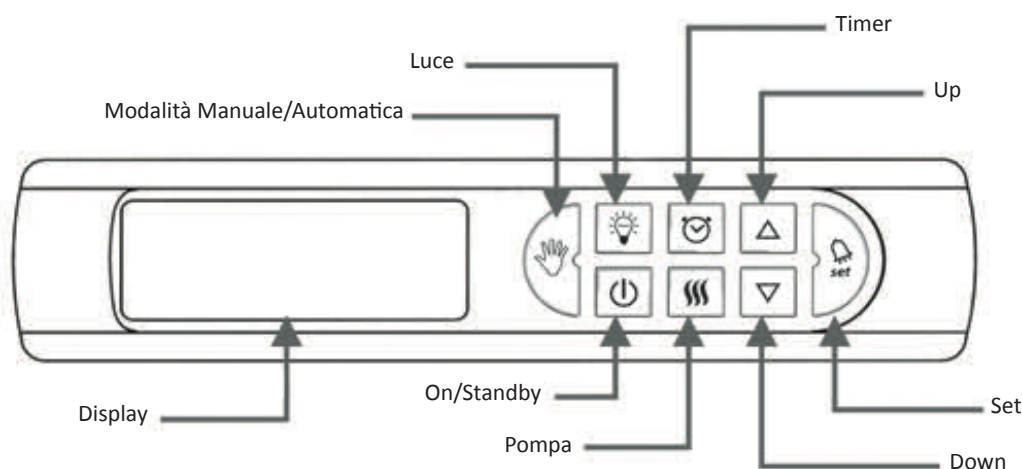 Timer
Luce
Up
Modalità Manuale/Automatica
set
On/Standby
Set
Display
Pompa
Down